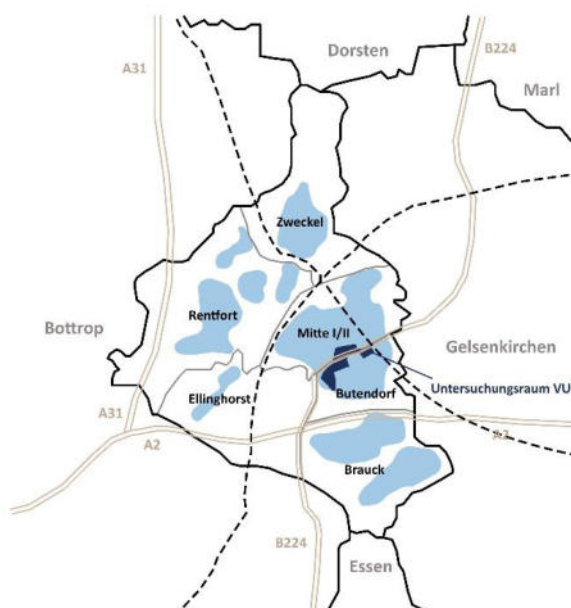 Dorsten
B224
A31
Marl
Zweckel
Rentfort
Mitte I/II
Bottrop
Gelsenkirchen
Untersuchungsraum VU
Ellinghorst
Butendorf
A31
A2
A2
Brauck
B224
Essen